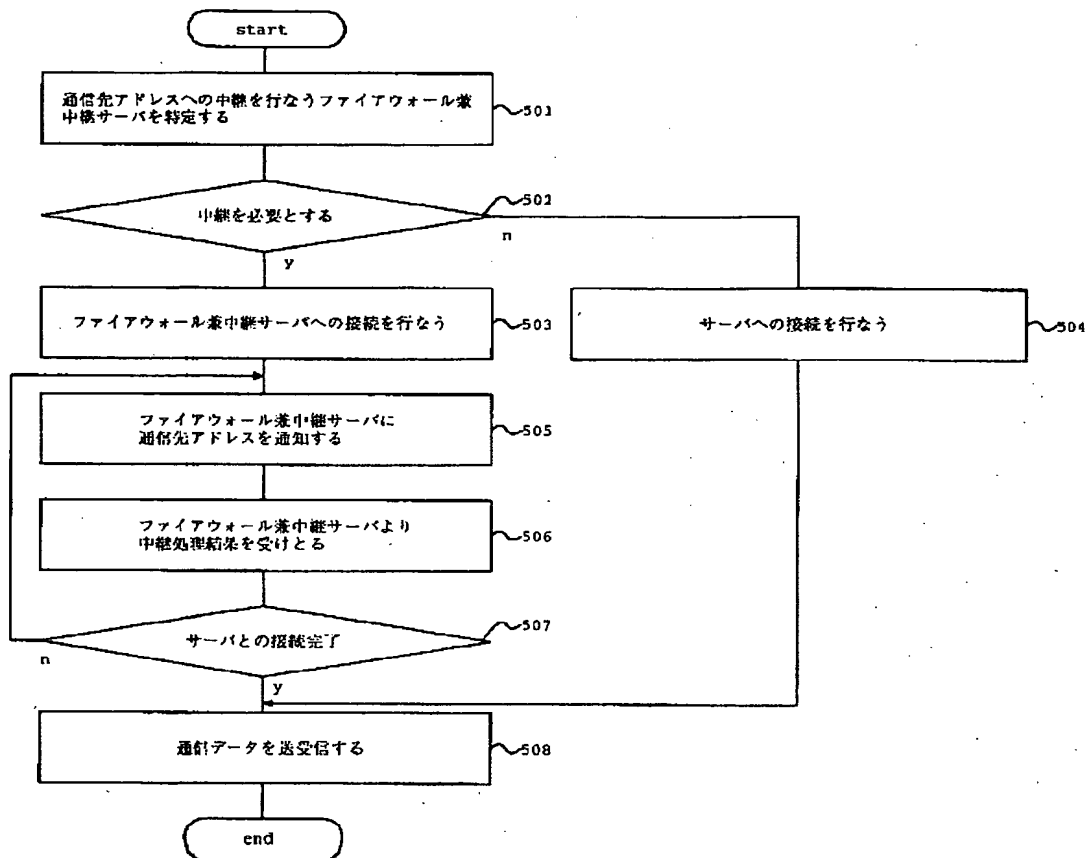 start
通信先アドレスへの中継を行なうファイアウォール兼
中継サーバを特定する
501
中継を必要とする
502
n
y
ファイアウォール兼中継サーバへの接続を行なう
503
サーバへの接続を行なう
504
ファイアウォール兼中継サーバに
通信先アドレスを通知する
505
ファイアウォール兼中継サーバより
中継処理結果を受けとる
506
サーバとの接続完了
507
n
y
通信データを送受信する
508
end